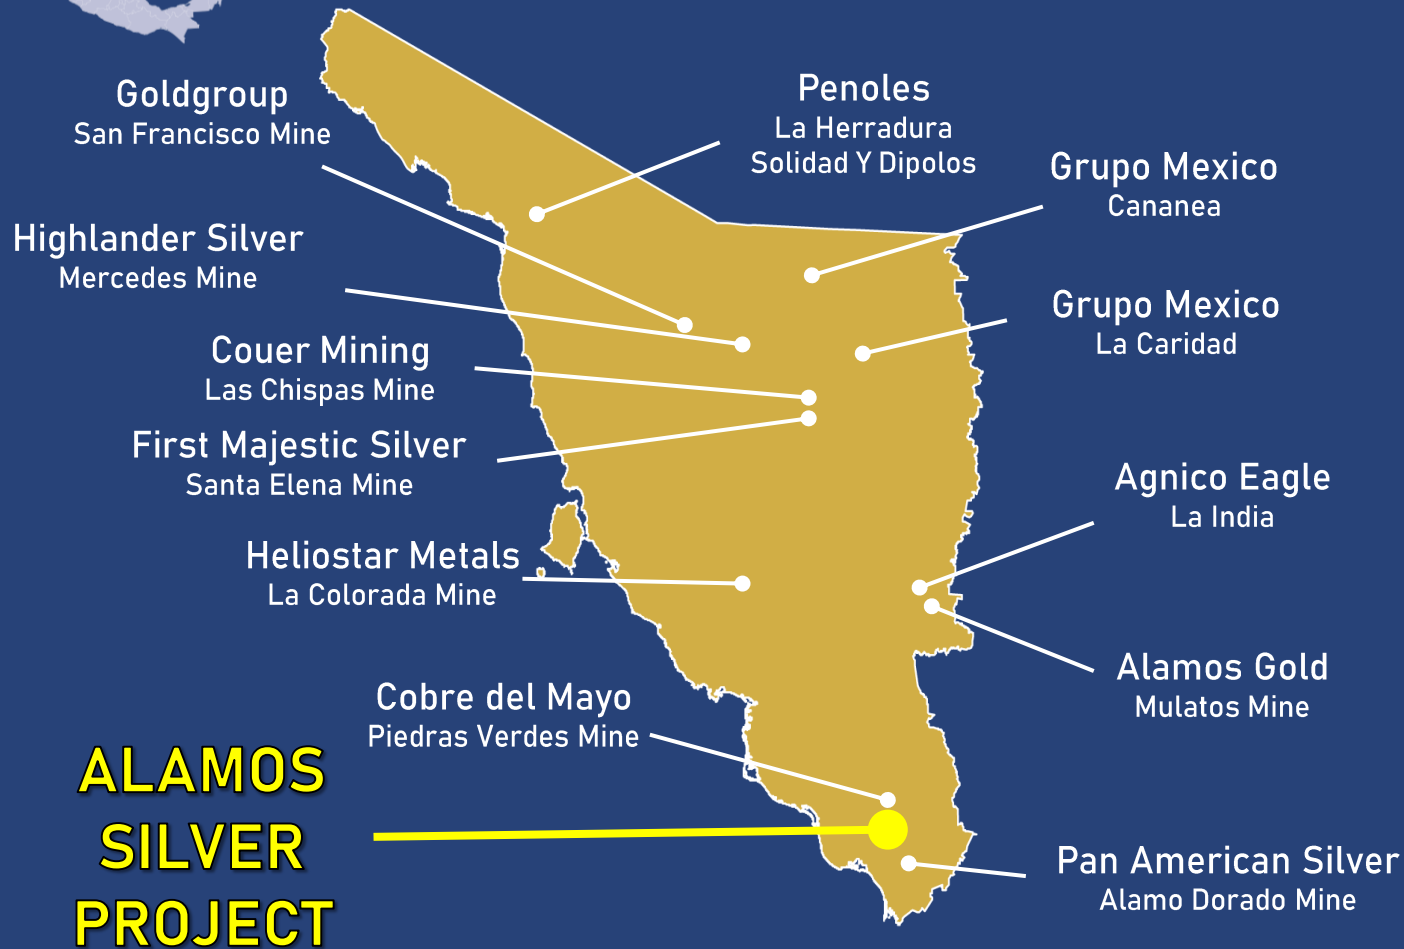 Goldgroup
San Francisco Mine
Penoles
La Herradura
Solidad Y Dipolos
Grupo Mexico
Cananea
Highlander Silver
Mercedes Mine
Grupo Mexico
La Caridad
Couer Mining
Las Chispas Mine
First Majestic Silver
Santa Elena Mine
Agnico Eagle
La India
Heliostar Metals
La Colorada Mine
Alamos Gold
Mulatos Mine
Cobre del Mayo
Piedras Verdes Mine
ALAMOS
SILVER
PROJECT
Pan American Silver
Alamo Dorado Mine